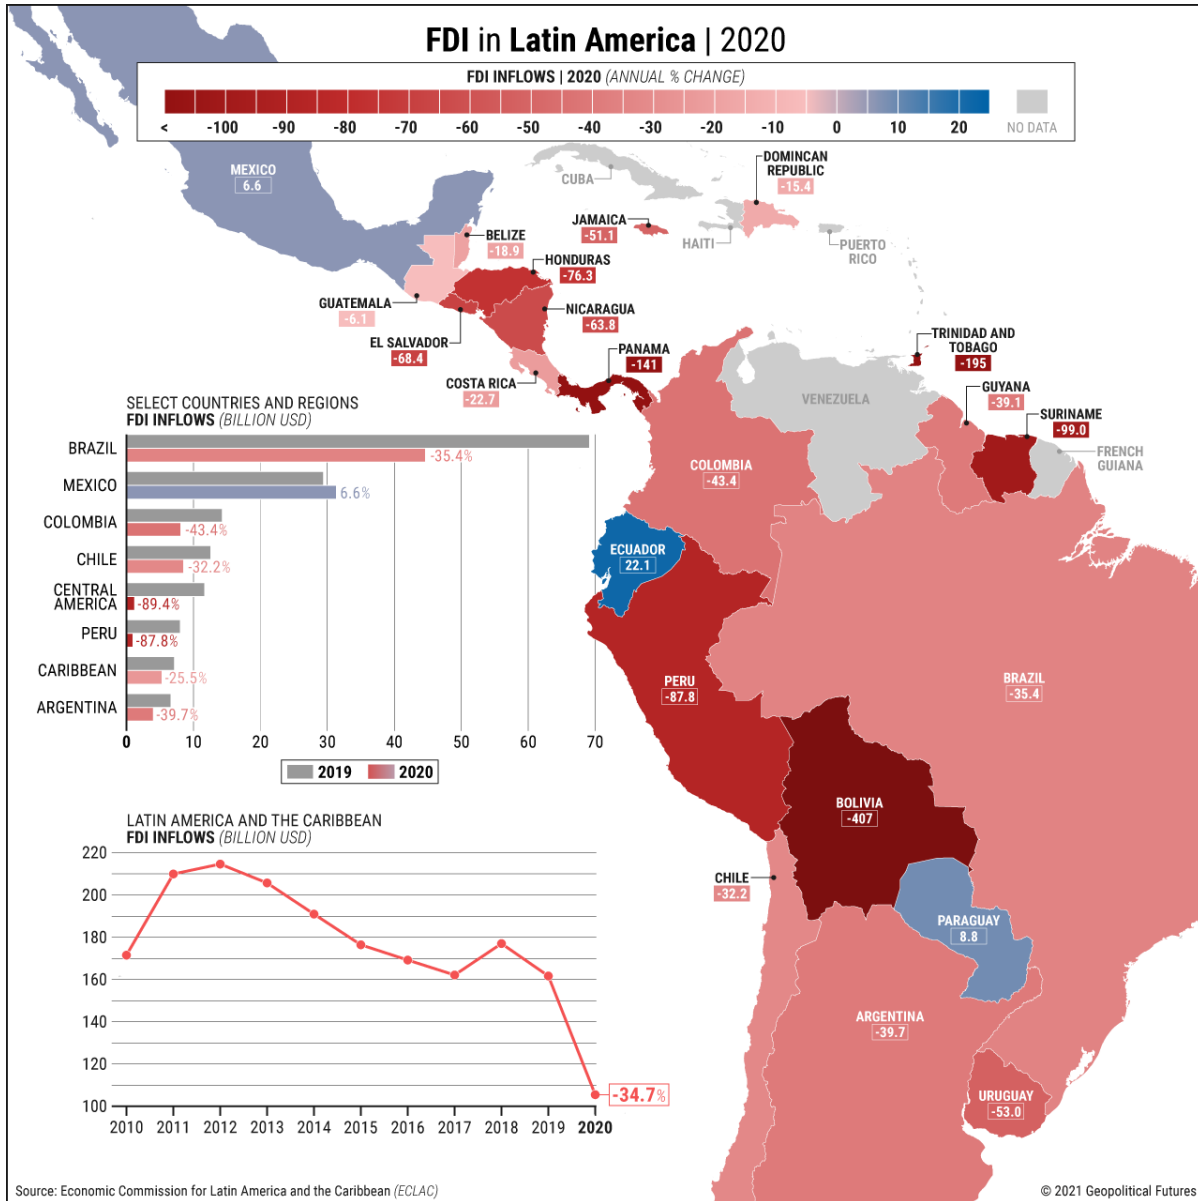 FDI in Latin America | 2020
FDI INFLOWS | 2020 (ANNUAL % CHANGE)
< -100 -90 -80 -70 -60 -50 -40 -30 -20 -10 0 10 20
NO DATA
MEXICO
6.6
CUBA
DOMINCAN
REPUBLIC
-15.4
JAMAICA
-51.1
HAITI
PUERTO
RICO
BELIZE
-18.9
HONDURAS
-76.3
GUATEMALA
-6.1
NICARAGUA
-63.8
EL SALVADOR
-68.4
PANAMA
-141
COSTA RICA
-22.7
TRINIDAD AND
TOBAGO
-195
GUYANA
-39.1
SURINAME
-99.0
FRENCH
GUIANA
VENEZUELA
COLOMBIA
-43.4
ECUADOR
22.1
PERU
-87.8
BRAZIL
-35.4
BOLIVIA
-407
CHILE
-32.2
PARAGUAY
8.8
ARGENTINA
-39.7
URUGUAY
-53.0
SELECT COUNTRIES AND REGIONS
FDI INFLOWS (BILLION USD)
BRAZIL
-35.4%
MEXICO
6.6%
COLOMBIA
-43.4%
CHILE
-32.2%
CENTRAL
AMERICA
-89.4%
PERU
-87.8%
CARIBBEAN
-25.5%
ARGENTINA
-39.7%
0 10 20 30 40 50 60 70
2019 2020
LATIN AMERICA AND THE CARIBBEAN
FDI INFLOWS (BILLION USD)
220
200
180
160
140
120
100
-34.7%
2010 2011 2012 2013 2014 2015 2016 2017 2018 2019 2020
Source: Economic Commission for Latin America and the Caribbean (ECLAC)
© 2021 Geopolitical Futures